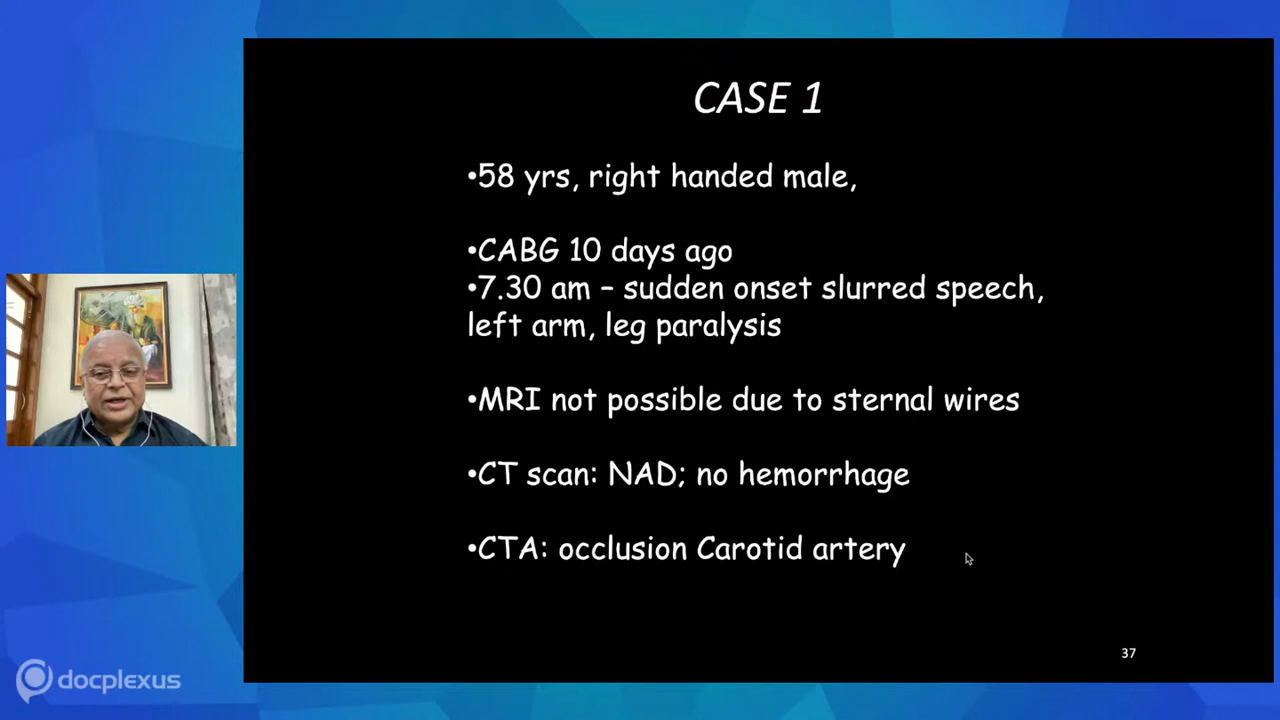 CASE 1
•58 yrs, right handed male,
•CABG 10 days ago
•7.30 am – sudden onset slurred speech,
left arm, leg paralysis
•MRI not possible due to sternal wires
•CT scan: NAD; no hemorrhage
•CTA: occlusion Carotid artery
37
docplexus